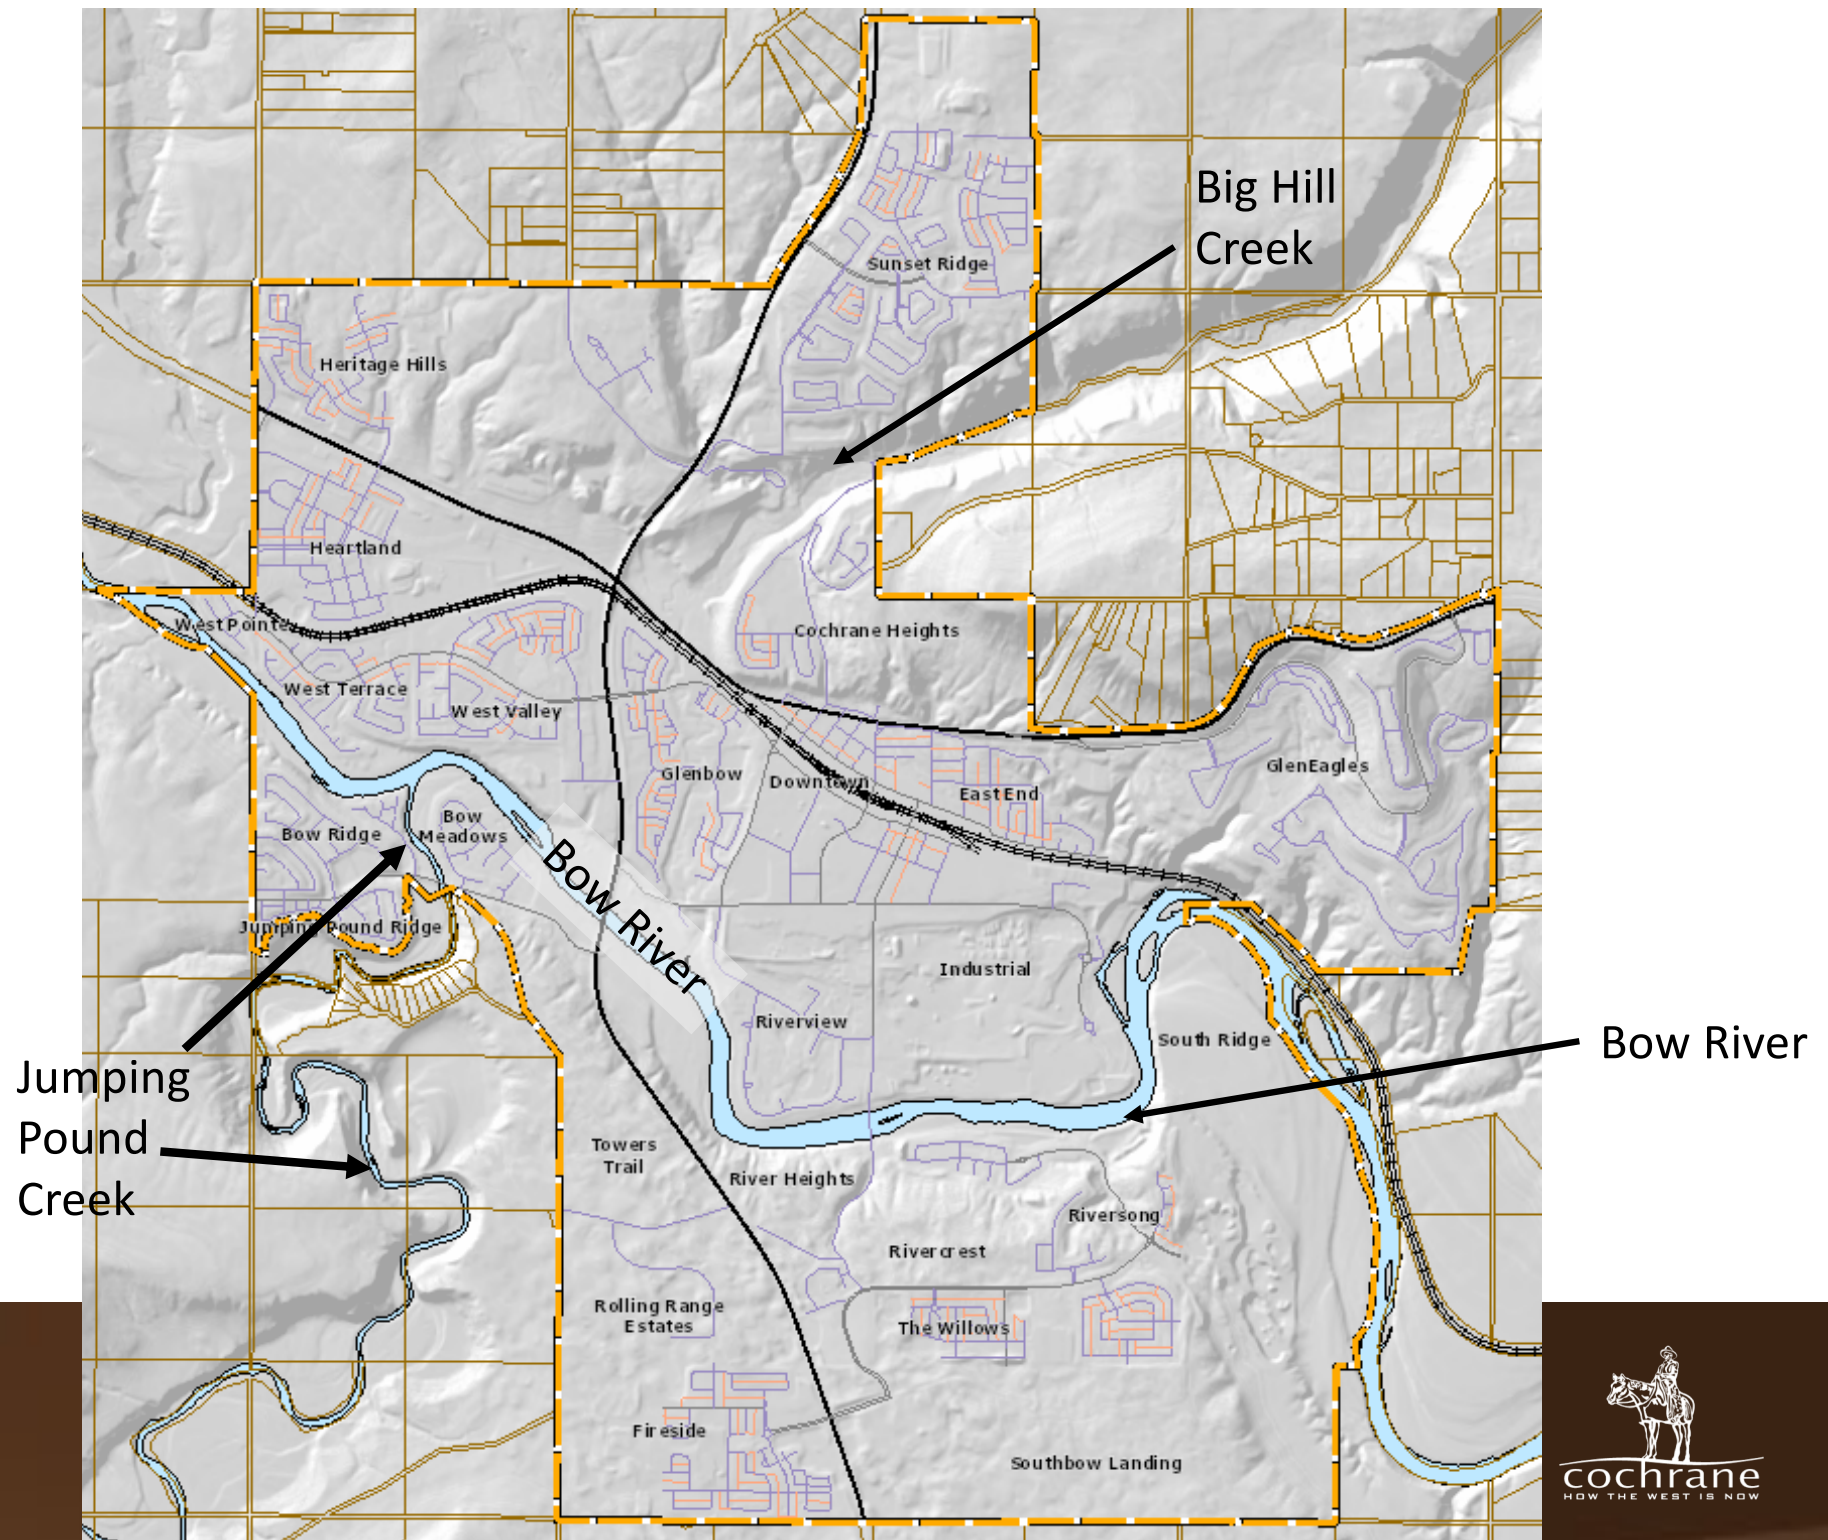 Big Hill
Creek
Sunset Ridge
Heritage Hills
Heartland
West Pointe
Cochrane Heights
West Terrace
West Valley
Glenbow
Downtown
East End
GlenEagles
Bow Ridge
Bow
Meadows
Bow River
Jumping Pound Ridge
Industrial
Riverview
South Ridge
Bow River
Jumping
Pound
Creek
Towers
Trail
River Heights
Riversong
Rivercrest
Rolling Range
Estates
The Willows
Fireside
Southbow Landing
cochrane
HOW THE WEST IS NOW